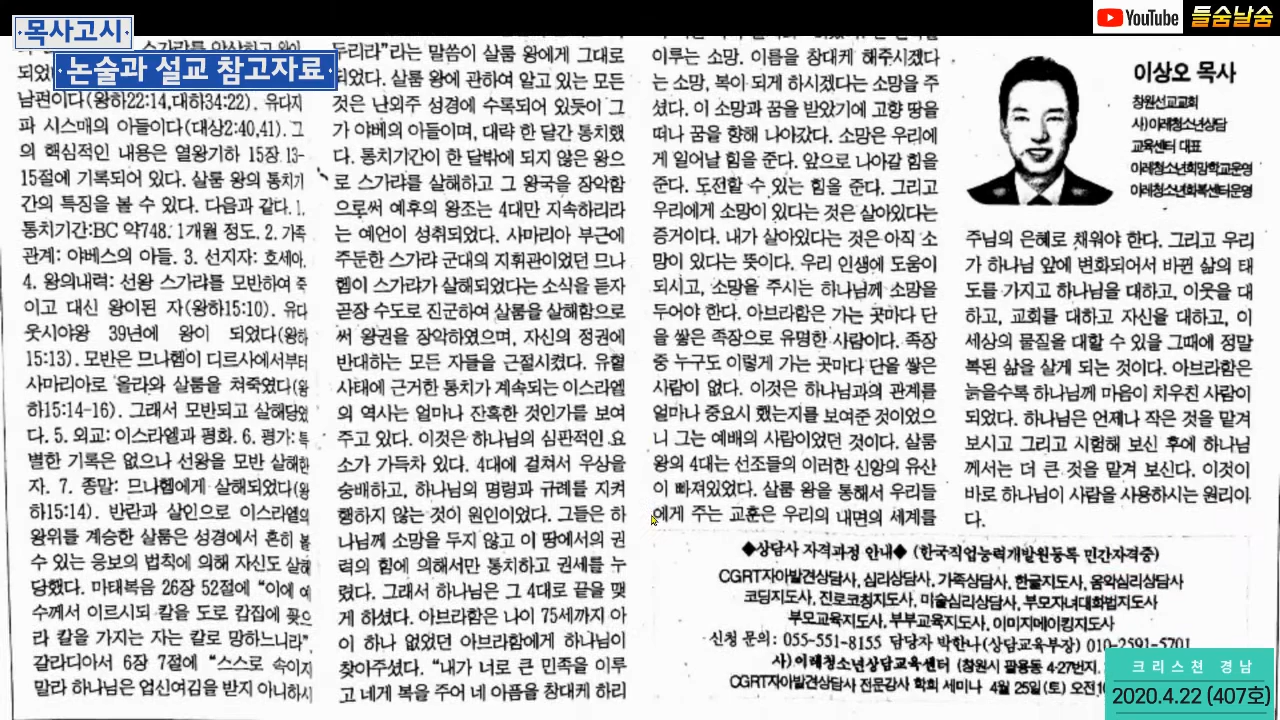 목사고시
논술과 설교 참고자료
YouTube
들숨날숨
남편이다(왕하22:14,대하34:22). 유다지
파 시스매의 아들이다(대상2:40,41). 그
의 핵심적인 내용은 열왕기하 15장 13-
15절에 기록되어 있다. 살룸 왕의 통치기
간의 특징을 볼 수 있다. 다음과 같다. 1.
통치기간:BC 약748. 1개월 정도. 2. 가족
관계: 야베스의 아들. 3. 선지자: 호세아.
4. 왕의내력: 선왕 스가랴를 모반하여 죽
이고 대신 왕이된 자(왕하15:10). 유다
웃시야왕 39년에 왕이 되었다(왕하
15:13). 모반은 므나헴이 디르사에서부터
사마리아로 올라와 살룸을 쳐죽였다(왕
하15:14-16). 그래서 모반되고 살해당했
다. 5. 외교: 이스라엘과 평화. 6. 평가: 특
별한 기록은 없으나 선왕을 모반 살해한
자. 7. 종말: 므나헴에게 살해되었다(왕
하15:14). 반란과 살인으로 이스라엘의
왕위를 계승한 살룸은 성경에서 흔히 볼
수 있는 응보의 법칙에 의해 자신도 살해
당했다. 마태복음 26장 52절에 “이에 예
수께서 이르시되 칼을 도로 칼집에 꽂으
라 칼을 가지는 자는 칼로 망하느니라”,
갈라디아서 6장 7절에 “스스로 속이지
말라 하나님은 업신여김을 받지 아니하시
두리라”라는 말씀이 살룸 왕에게 그대로
되었다. 살룸 왕에 관하여 알고 있는 모든
것은 난외주 성경에 수록되어 있듯이 그
가 야베의 아들이며, 대략 한 달간 통치했
다. 통치기간이 한 달밖에 되지 않은 왕으
로 스가랴를 살해하고 그 왕국을 장악함
으로써 예후의 왕조는 4대만 지속하리라
는 예언이 성취되었다. 사마리아 부근에
주둔한 스가랴 군대의 지휘관이었던 므나
헴이 스가랴가 살해되었다는 소식을 듣자
곧장 수도로 진군하여 살룸을 살해함으로
써 왕권을 장악하였으며, 자신의 정권에
반대하는 모든 자들을 근절시켰다. 유혈
사태에 근거한 통치가 계속되는 이스라엘
의 역사는 얼마나 잔혹한 것인가를 보여
주고 있다. 이것은 하나님의 심판적인 요
소가 가득차 있다. 4대에 걸쳐서 우상을
숭배하고, 하나님의 명령과 규례를 지켜
행하지 않는 것이 원인이었다. 그들은 하
나님께 소망을 두지 않고 이 땅에서의 권
력의 힘에 의해서만 통치하고 권세를 누
렸다. 그래서 하나님은 그 4대로 끝을 맺
게 하셨다. 아브라함은 나이 75세까지 아
이 하나 없었던 아브라함에게 하나님이
찾아주셨다. “내가 너로 큰 민족을 이루
고 네게 복을 주어 네 아픔을 창대케 하리
이루는 소망. 이름을 창대케 해주시겠다
는 소망, 복이 되게 하시겠다는 소망을 주
셨다. 이 소망과 꿈을 받았기에 고향 땅을
떠나 꿈을 향해 나아갔다. 소망은 우리에
게 일어날 힘을 준다. 앞으로 나아갈 힘을
준다. 도전할 수 있는 힘을 준다. 그리고
우리에게 소망이 있다는 것은 살아있다는
증거이다. 내가 살아있다는 것은 아직 소
망이 있다는 뜻이다. 우리 인생에 도움이
되시고, 소망을 주시는 하나님께 소망을
두어야 한다. 아브라함은 가는 곳마다 단
을 쌓은 족장으로 유명한 사람이다. 족장
중 누구도 이렇게 가는 곳마다 단을 쌓은
사람이 없다. 이것은 하나님과의 관계를
얼마나 중요시 했는지를 보여준 것이었으
니 그는 예배의 사람이었던 것이다. 살룸
왕의 4대는 선조들의 이러한 신앙의 유산
이 빠져있었다. 살룸 왕을 통해서 우리들
에게 주는 교훈은 우리의 내면의 세계를
이상오 목사
창원선교교회
사)이레청소년상담
교육센터 대표
이레청소년희망학교운영
이레청소년회복센터운영
주님의 은혜로 채워야 한다. 그리고 우리
가 하나님 앞에 변화되어서 바뀐 삶의 태
도를 가지고 하나님을 대하고, 이웃을 대
하고, 교회를 대하고 자신을 대하고, 이
세상의 물질을 대할 수 있을 그때에 정말
복된 삶을 살게 되는 것이다. 아브라함은
늙을수록 하나님께 마음이 치우친 사람이
되었다. 하나님은 언제나 작은 것을 맡겨
보시고 그리고 시험해 보신 후에 하나님
께서는 더 큰 것을 맡겨 보신다. 이것이
바로 하나님이 사람을 사용하시는 원리이
다.
◆상담사 자격과정 안내◆ (한국직업능력개발원등록 민간자격증)
CGRT자아발견상담사, 심리상담사, 가족상담사, 한글지도사, 음악심리상담사
코딩지도사, 진로코칭지도사, 미술심리상담사, 부모자녀대화법지도사
부모교육지도사, 부부교육지도사, 이미지메이킹지도사
신청 문의: 055-551-8155 담당자 박한나(상담교육부장) 010-2591-5701
사)이레청소년상담교육센터 (창원시 팔용동 4-27번지,
CGRT자아발견상담사 전문강사 학회 세미나 4월 25일(토) 오전10
크리스천 경남
2020.4.22 (407호)